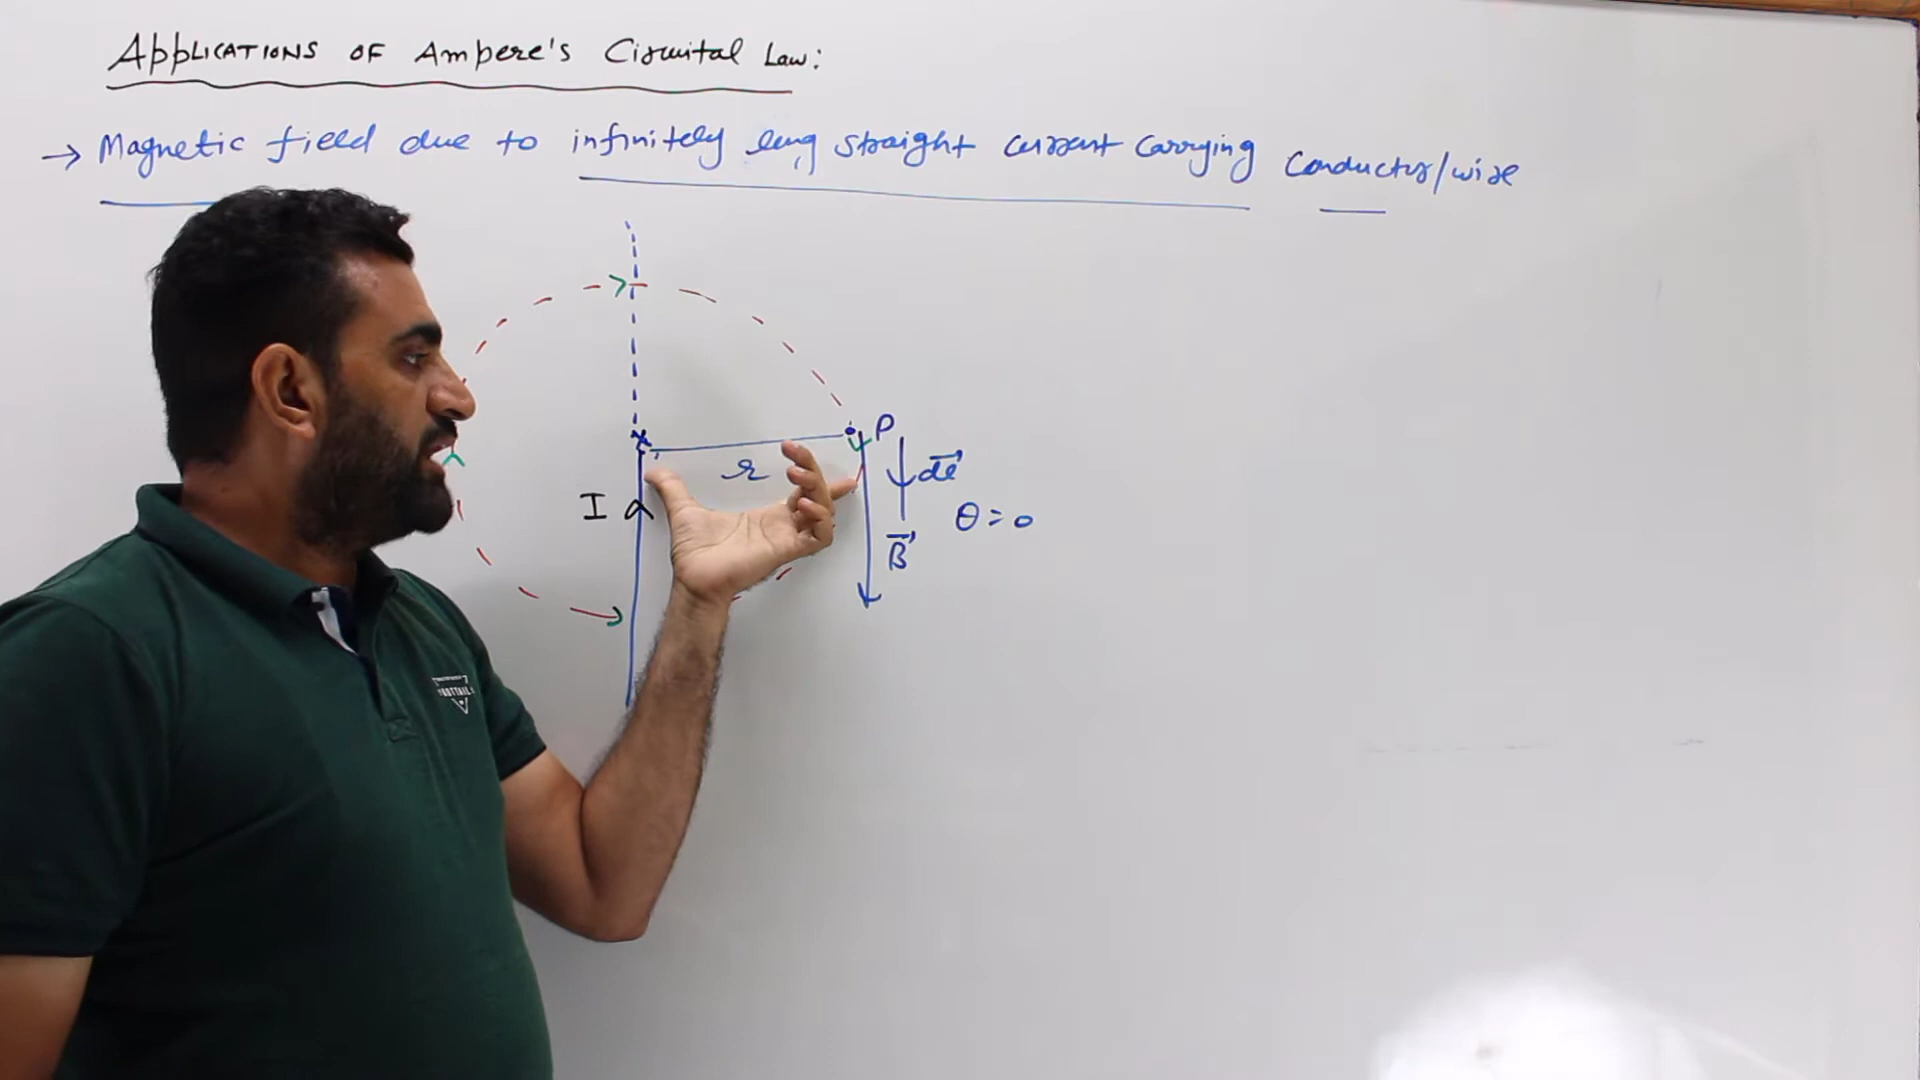 Applications of Ampere's Circuital Law:
→ Magnetic field due to infinitely long straight current carrying conductor/wire
P
r
dl
I
θ = 0
B